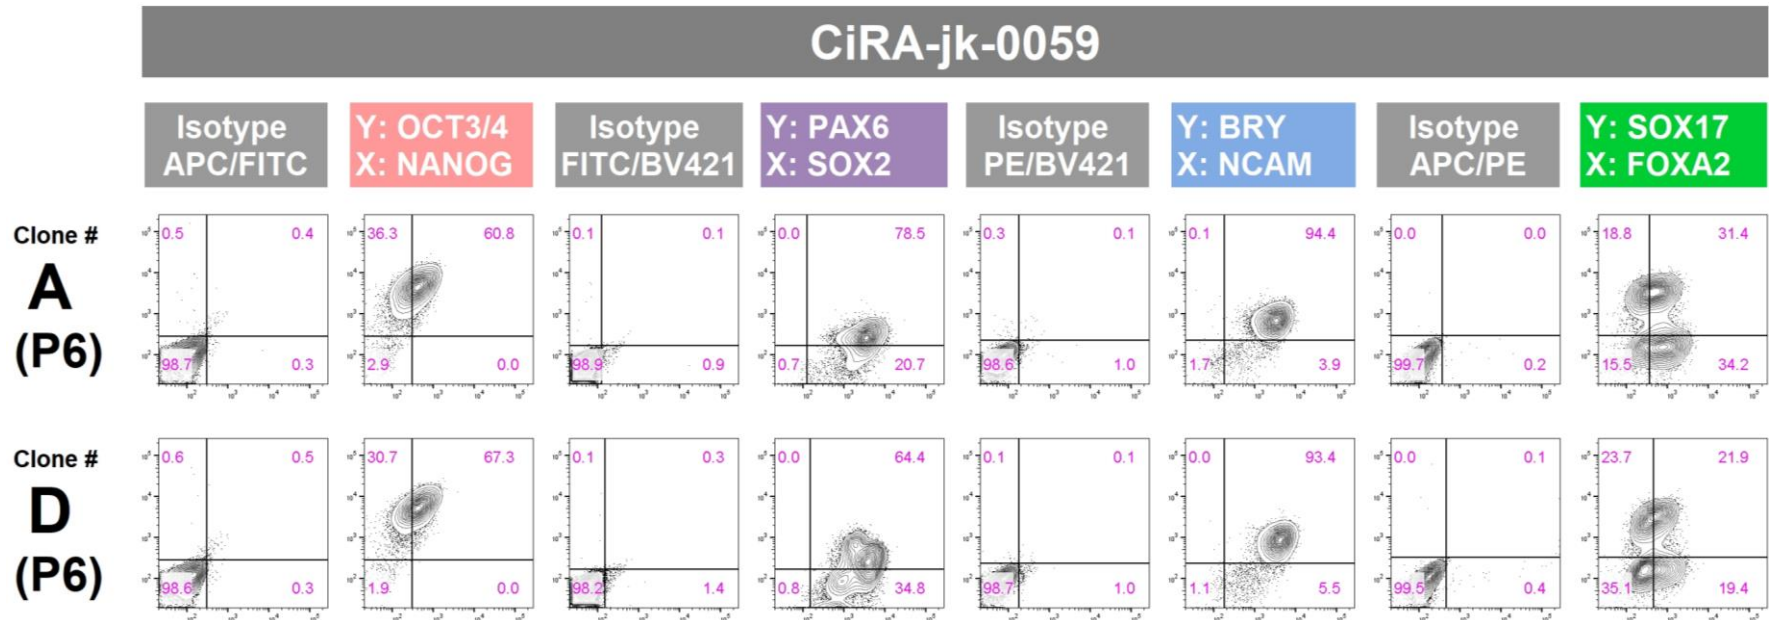 CiRA-jk-0059
Isotype
APC/FITC
Y: OCT3/4
X: NANOG
Isotype
FITC/BV421
Y: PAX6
X: SOX2
Isotype
PE/BV421
Y: BRY
X: NCAM
Isotype
APC/PE
Y: SOX17
X: FOXA2
Clone #
A
(P6)
0.5 0.4
98.7 0.3
36.3 60.8
2.9 0.0
0.1 0.1
98.9 0.9
0.0 78.5
0.7 20.7
0.3 0.1
98.6 1.0
0.1 94.4
1.7 3.9
0.0 0.0
99.7 0.2
18.8 31.4
15.5 34.2
Clone #
D
(P6)
0.6 0.5
98.6 0.3
30.7 67.3
1.9 0.0
0.1 0.3
98.2 1.4
0.0 64.4
0.8 34.8
0.1 0.1
98.7 1.0
0.0 93.4
1.1 5.5
0.0 0.1
99.5 0.4
23.7 21.9
35.1 19.4